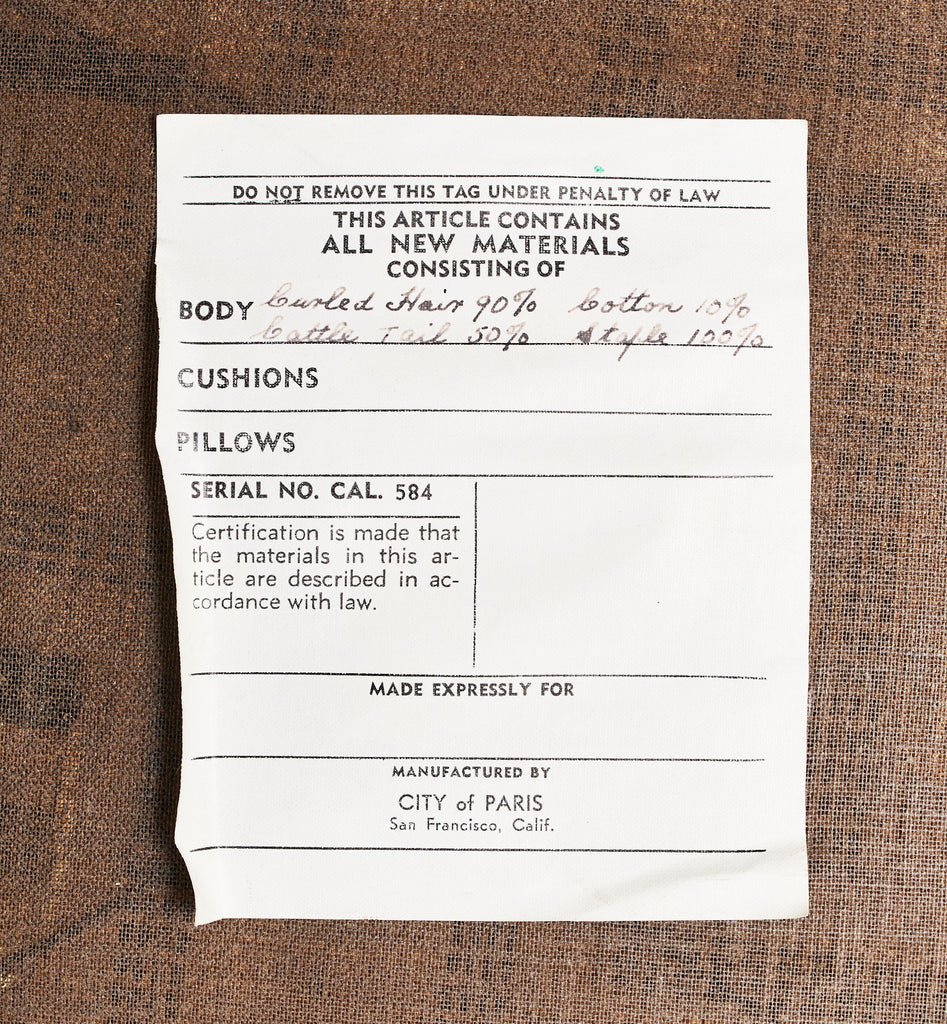 DO NOT REMOVE THIS TAG UNDER PENALTY OF LAW
THIS ARTICLE CONTAINS
ALL NEW MATERIALS
CONSISTING OF
BODY Curled Hair 90% Cotton 10%
Cattle Tail 50% Staple 100%
CUSHIONS
PILLOWS
SERIAL NO. CAL. 584
Certification is made that
the materials in this ar-
ticle are described in ac-
cordance with law.
MADE EXPRESSLY FOR
MANUFACTURED BY
CITY of PARIS
San Francisco, Calif.